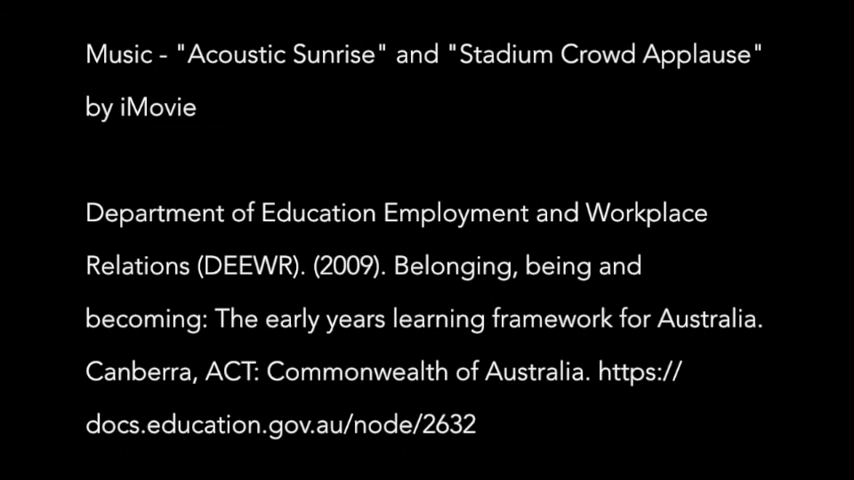 Music - "Acoustic Sunrise" and "Stadium Crowd Applause"
by iMovie
Department of Education Employment and Workplace
Relations (DEEWR). (2009). Belonging, being and
becoming: The early years learning framework for Australia.
Canberra, ACT: Commonwealth of Australia. https://
docs.education.gov.au/node/2632